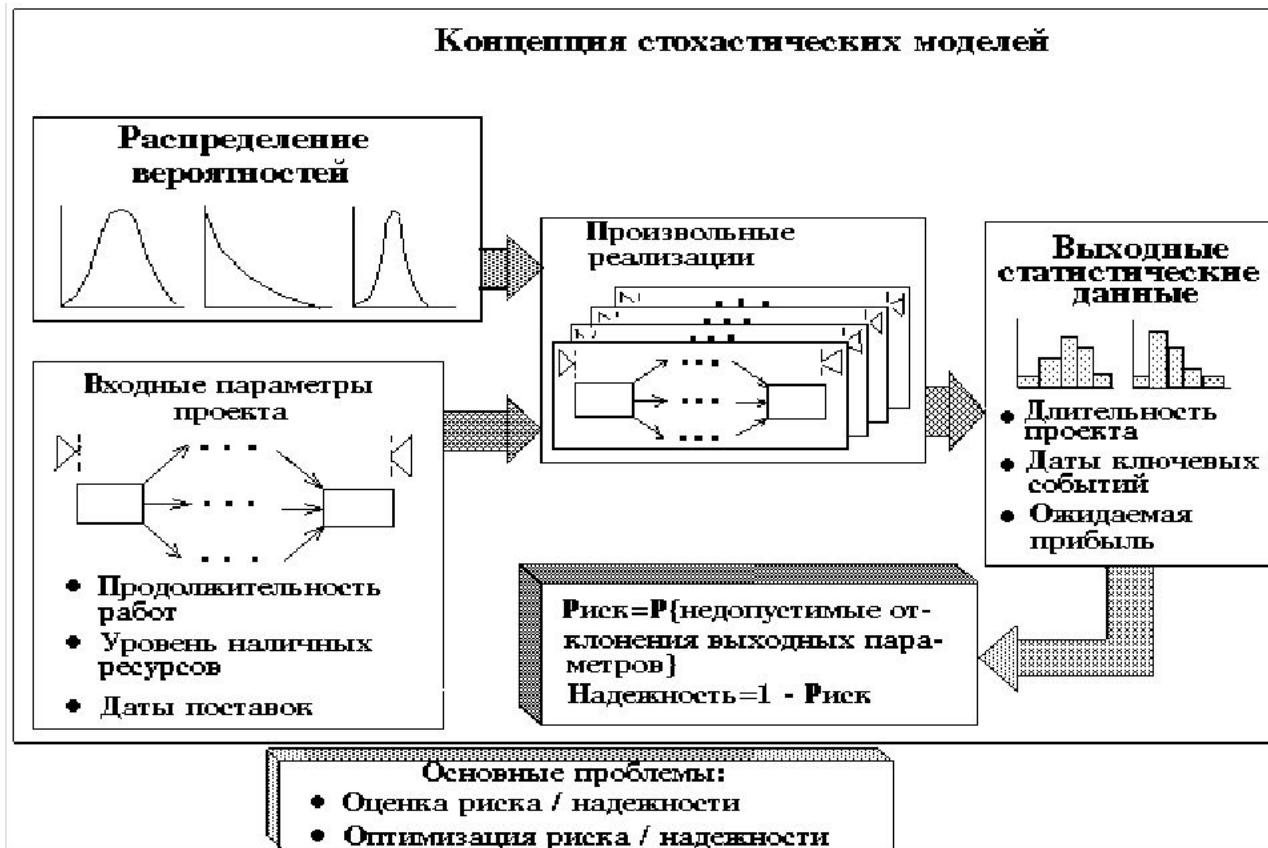 Концепция стохастических моделей
Распределение
вероятностей
Входные параметры
проекта
● Продолжительность
работ
● Уровень наличных
ресурсов
● Даты поставок
Произвольные
реализации
Выходные
статистические
данные
● Длительность
проекта
● Даты ключевых
событий
● Ожидаемая
прибыль
Риск=Р{недопустимые от-
клонения выходных пара-
метров}
Надежность=1 - Риск
Основные проблемы:
● Оценка риска / надежности
● Оптимизация риска / надежности